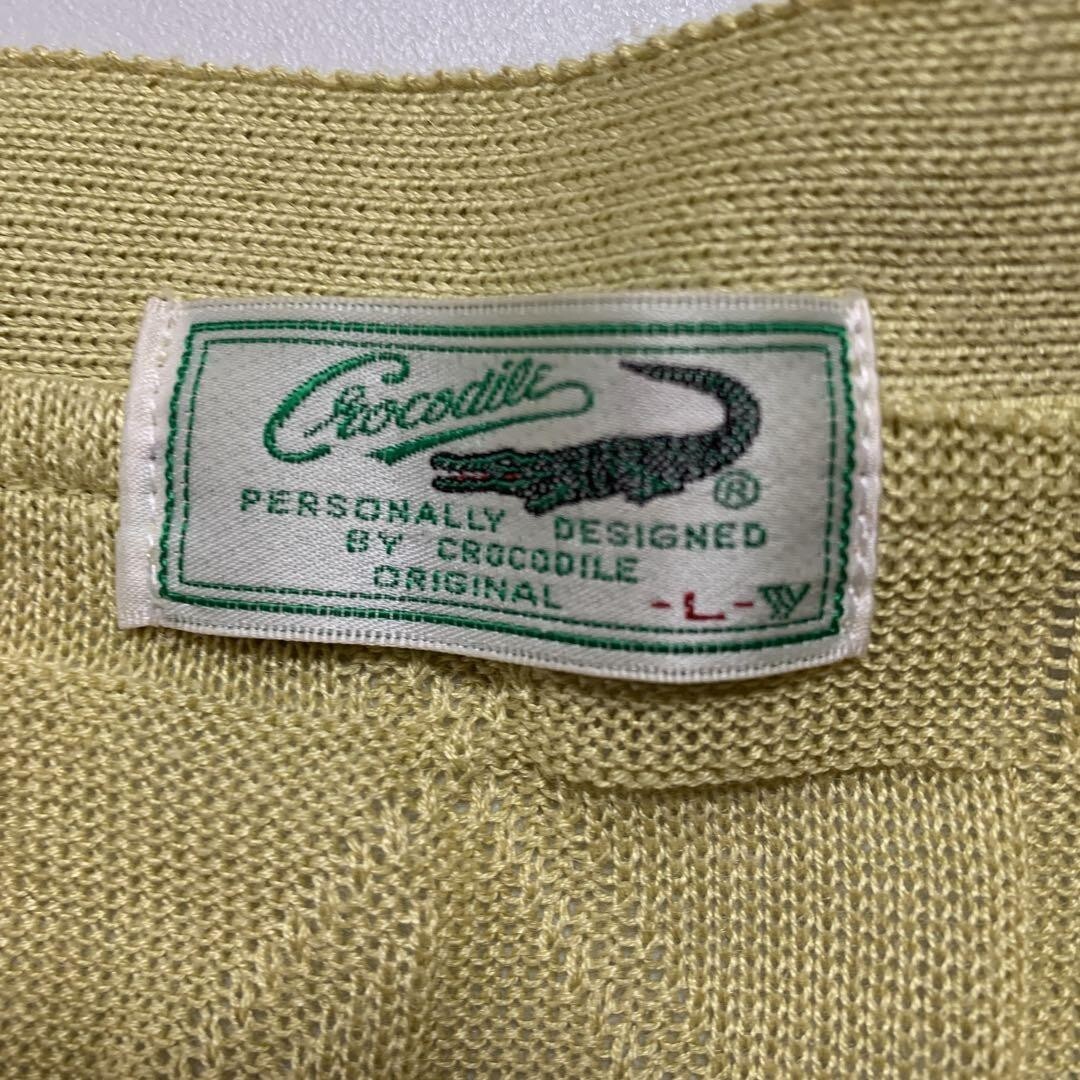 Crocodile
®
PERSONALLY DESIGNED
BY CROCODILE
ORIGINAL
-L-